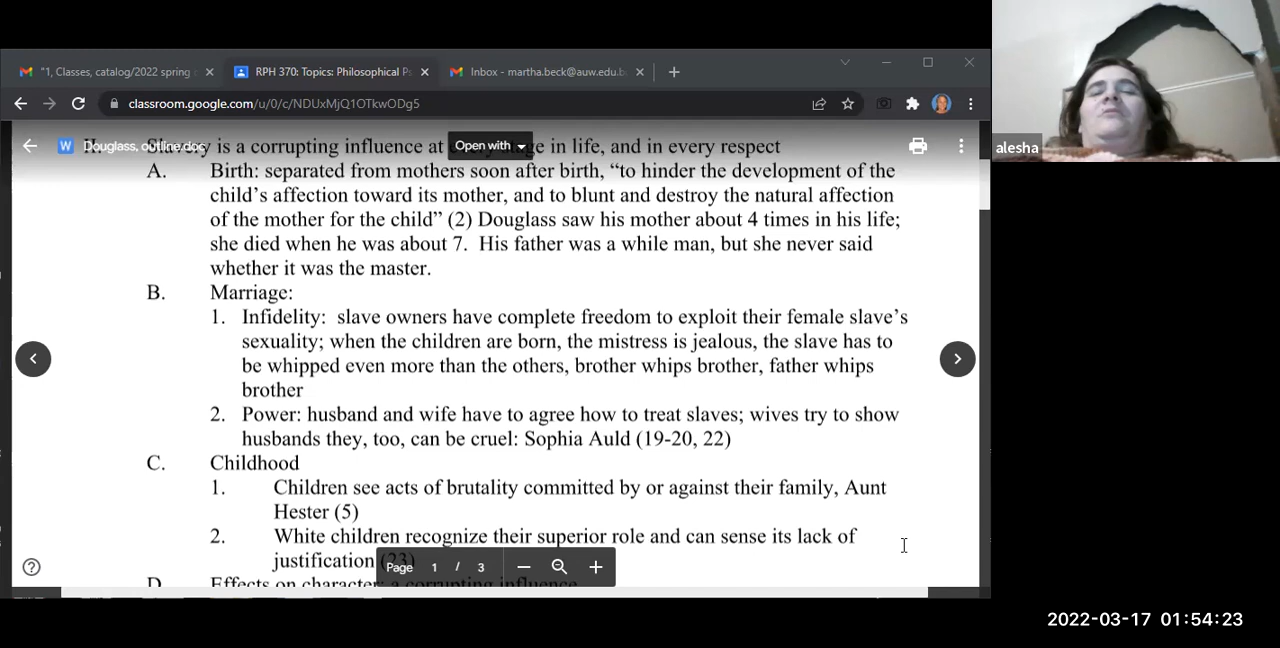 "1, Classes, catalog/2022 spring
RPH 370: Topics: Philosophical P
Inbox - martha.beck@auw.edu.b
classroom.google.com/u/0/c/NDUxMjQ1OTkwODg5
alesha
W Douglass, outline.doc
Open with
Slavery is a corrupting influence at in life, and in every respect
A. Birth: separated from mothers soon after birth, “to hinder the development of the
child’s affection toward its mother, and to blunt and destroy the natural affection
of the mother for the child” (2) Douglass saw his mother about 4 times in his life;
she died when he was about 7. His father was a while man, but she never said
whether it was the master.
B. Marriage:
1. Infidelity: slave owners have complete freedom to exploit their female slave’s
sexuality; when the children are born, the mistress is jealous, the slave has to
be whipped even more than the others, brother whips brother, father whips
brother
2. Power: husband and wife have to agree how to treat slaves; wives try to show
husbands they, too, can be cruel: Sophia Auld (19-20, 22)
C. Childhood
1. Children see acts of brutality committed by or against their family, Aunt
Hester (5)
2. White children recognize their superior role and can sense its lack of
justification (23)
Page 1 / 3
D. Effects on character: a corrupting influence
2022-03-17 01:54:23